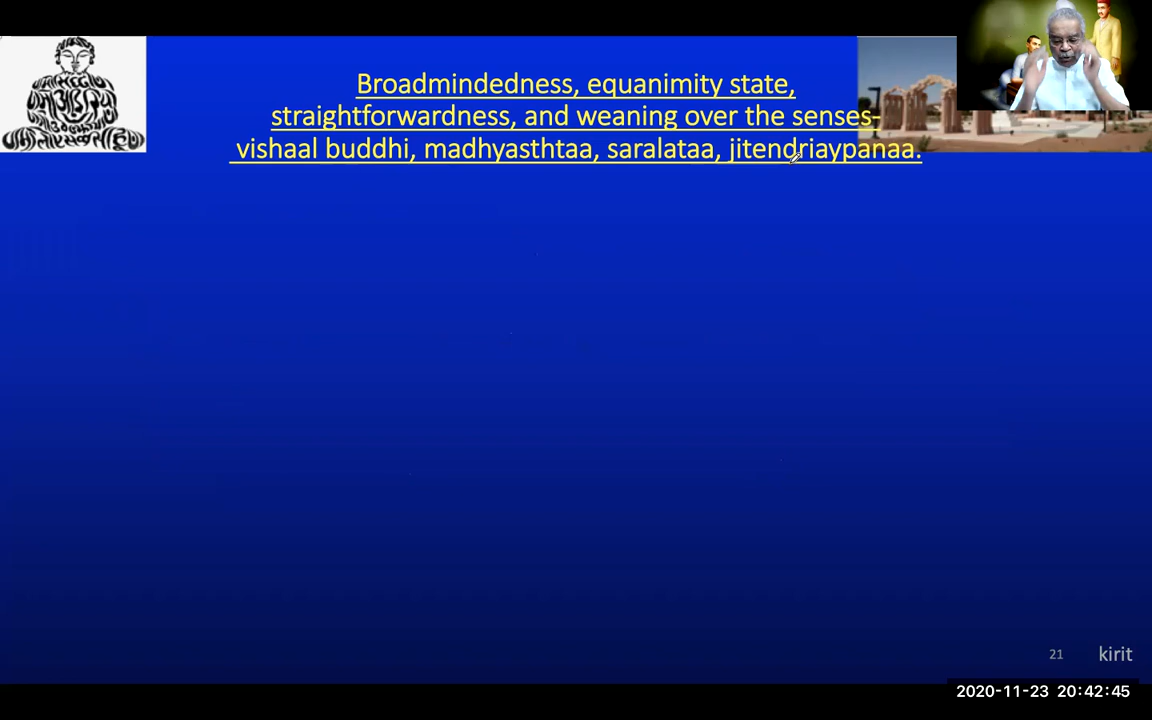 Broadmindedness, equanimity state,
straightforwardness, and weaning over the senses-
vishaal buddhi, madhyasthtaa, saralataa, jitendriaypanaa.
21 kirit
2020-11-23 20:42:45